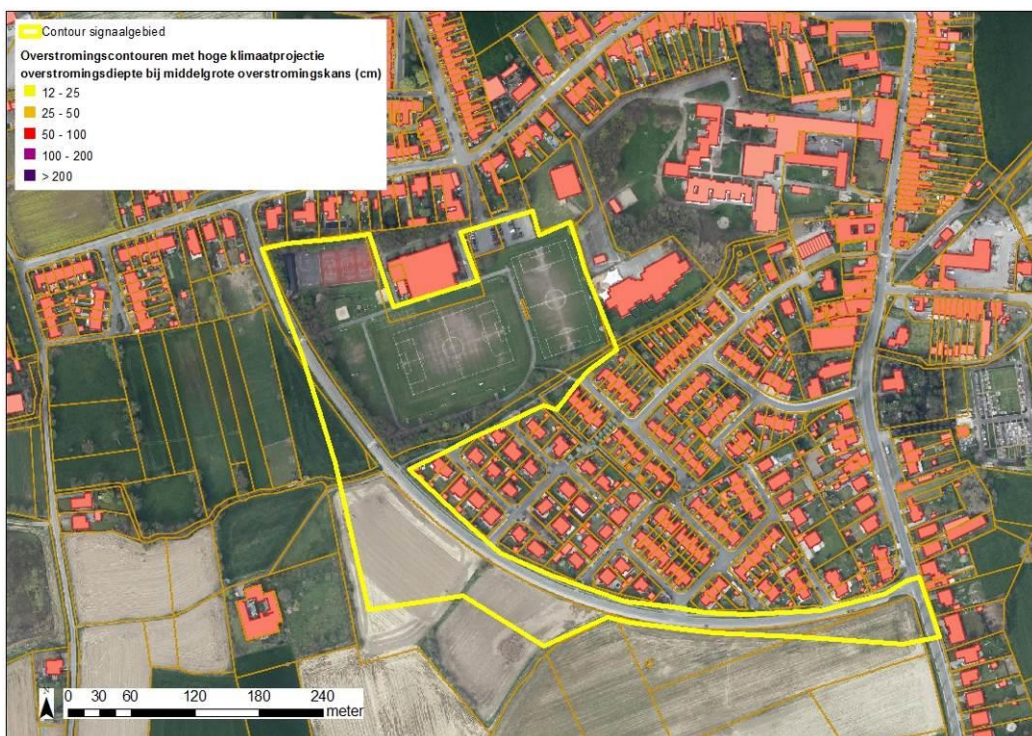 Contour signaalgebied
Overstromingscontouren met hoge klimaatprojectie
overstromingsdiepte bij middelgrote overstromingskans (cm)
12 - 25
25 - 50
50 - 100
100 - 200
> 200
N
0 30 60 120 180 240
meter